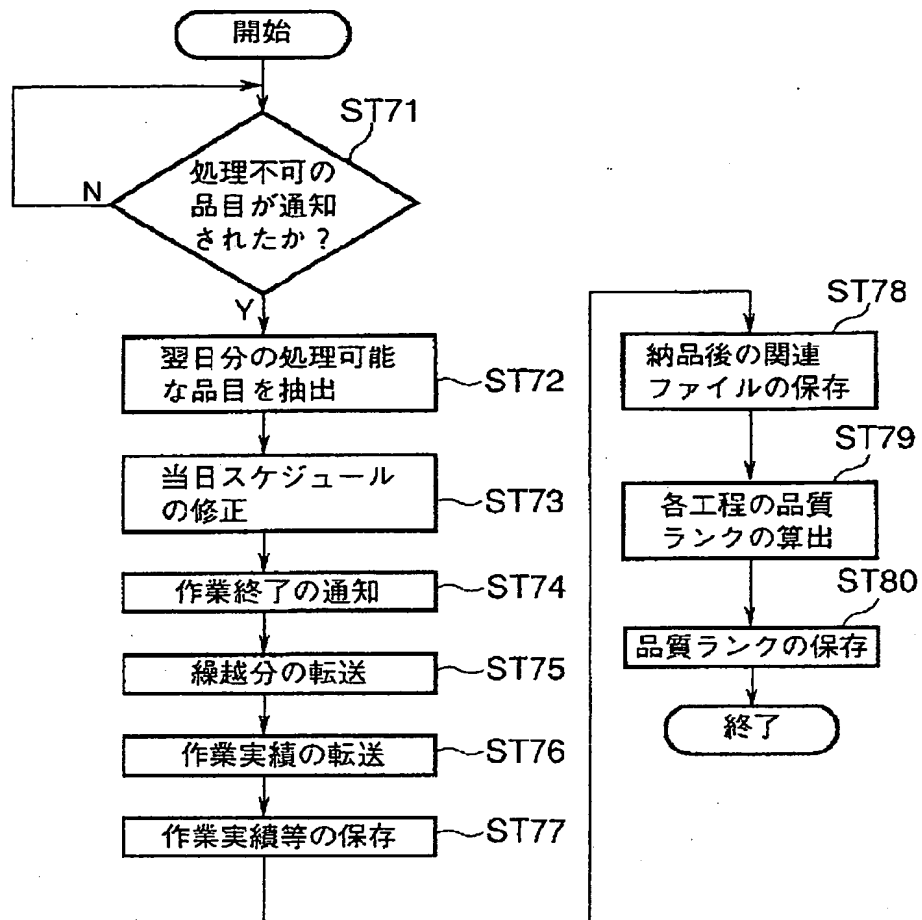 開始
ST71
処理不可の
品目が通知
されたか？
N
Y
翌日分の処理可能
な品目を抽出
ST72
当日スケジュール
の修正
ST73
作業終了の通知
ST74
繰越分の転送
ST75
作業実績の転送
ST76
作業実績等の保存
ST77
ST78
納品後の関連
ファイルの保存
ST79
各工程の品質
ランクの算出
ST80
品質ランクの保存
終了